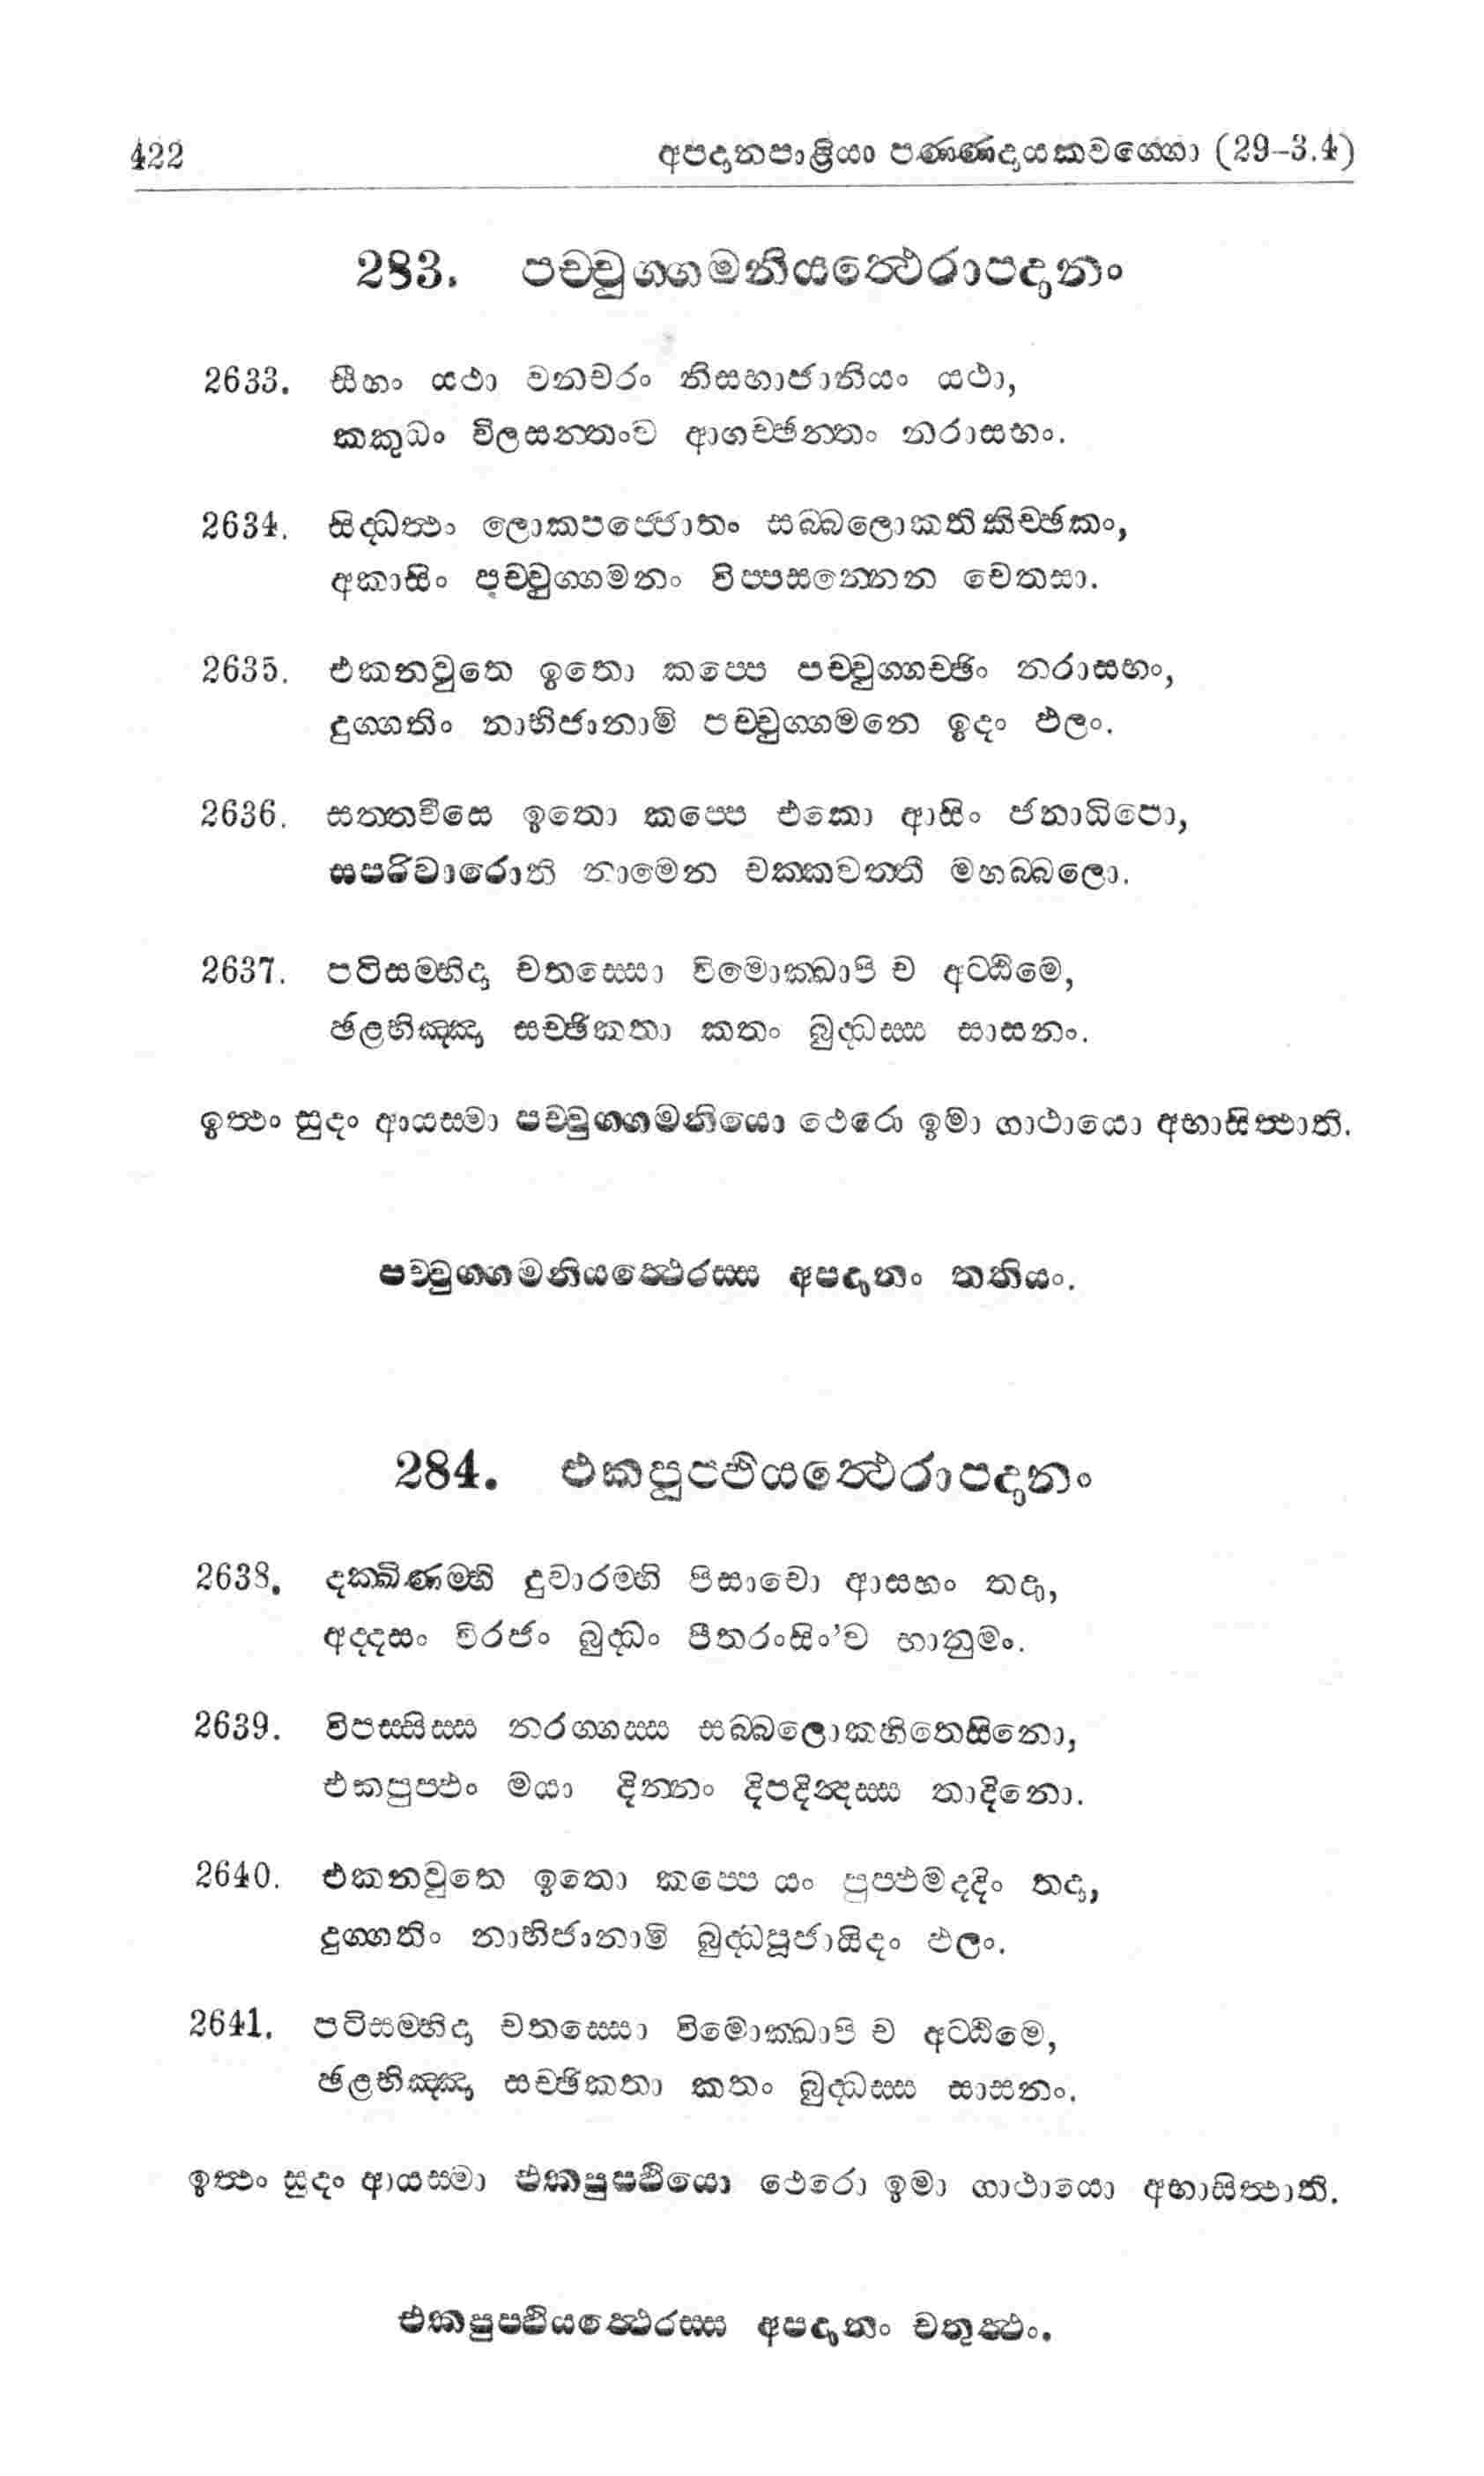 422 අපදානපාළියං පණ්ණදායකවග්ගො (29-3.4)
283. පච්චුග්ගමනියත්ථෙරාපදානං
2633. සීහං යථා වනචරං නිසභාජානියං යථා,
කකුධං විලසන්තංව ආගච්ඡන්තං නරාසභං.
2634. සිද්ධත්ථං ලොකපජ්ජොතං සබ්බලොකතිකිච්ඡකං,
අකාසිං පච්චුග්ගමනං විප්පසන්නෙන චෙතසා.
2635. එකනවුතෙ ඉතො කප්පෙ පච්චුග්ගච්ඡිං නරාසභං,
දුග්ගතිං නාභිජානාමි පච්චුග්ගමනෙ ඉදං ඵලං.
2636. සත්තවීසෙ ඉතො කප්පෙ එකො ආසිං ජනාධිපො,
සපරිවාරොති නාමෙන චක්කවත්තී මහබ්බලො.
2637. පටිසම්භිදා චතස්සො විමොක්ඛාපි ච අට්ඨිමෙ,
ඡළභිඤ්ඤා සච්ඡිකතා කතං බුද්ධස්ස සාසනං.
ඉත්ථං සුදං ආයස්මා පච්චුග්ගමනියො ථෙරො ඉමා ගාථායො අභාසිත්ථාති.
පච්චුග්ගමනියත්ථෙරස්ස අපදානං තතියං.
284. එකපුප්ඵියත්ථෙරාපදානං
2638. දක්ඛිණම්හි දුවාරම්හි පිසාචො ආසහං තදා,
අද්දසං විරජං බුද්ධං පීතරංසිං'ව භානුමං.
2639. විපස්සිස්ස නරග්ගස්ස සබ්බලොකහිතෙසිනො,
එකපුප්ඵං මයා දින්නං දිපදින්දස්ස තාදිනො.
2640. එකනවුතෙ ඉතො කප්පෙ යං පුප්ඵමදදිං තදා,
දුග්ගතිං නාභිජානාමි බුද්ධපූජායිදං ඵලං.
2641. පටිසම්භිදා චතස්සො විමොක්ඛාපි ච අට්ඨිමෙ,
ඡළභිඤ්ඤා සච්ඡිකතා කතං බුද්ධස්ස සාසනං.
ඉත්ථං සුදං ආයස්මා එකපුප්ඵියො ථෙරො ඉමා ගාථායො අභාසිත්ථාති.
එකපුප්ඵියත්ථෙරස්ස අපදානං චතුත්ථං.